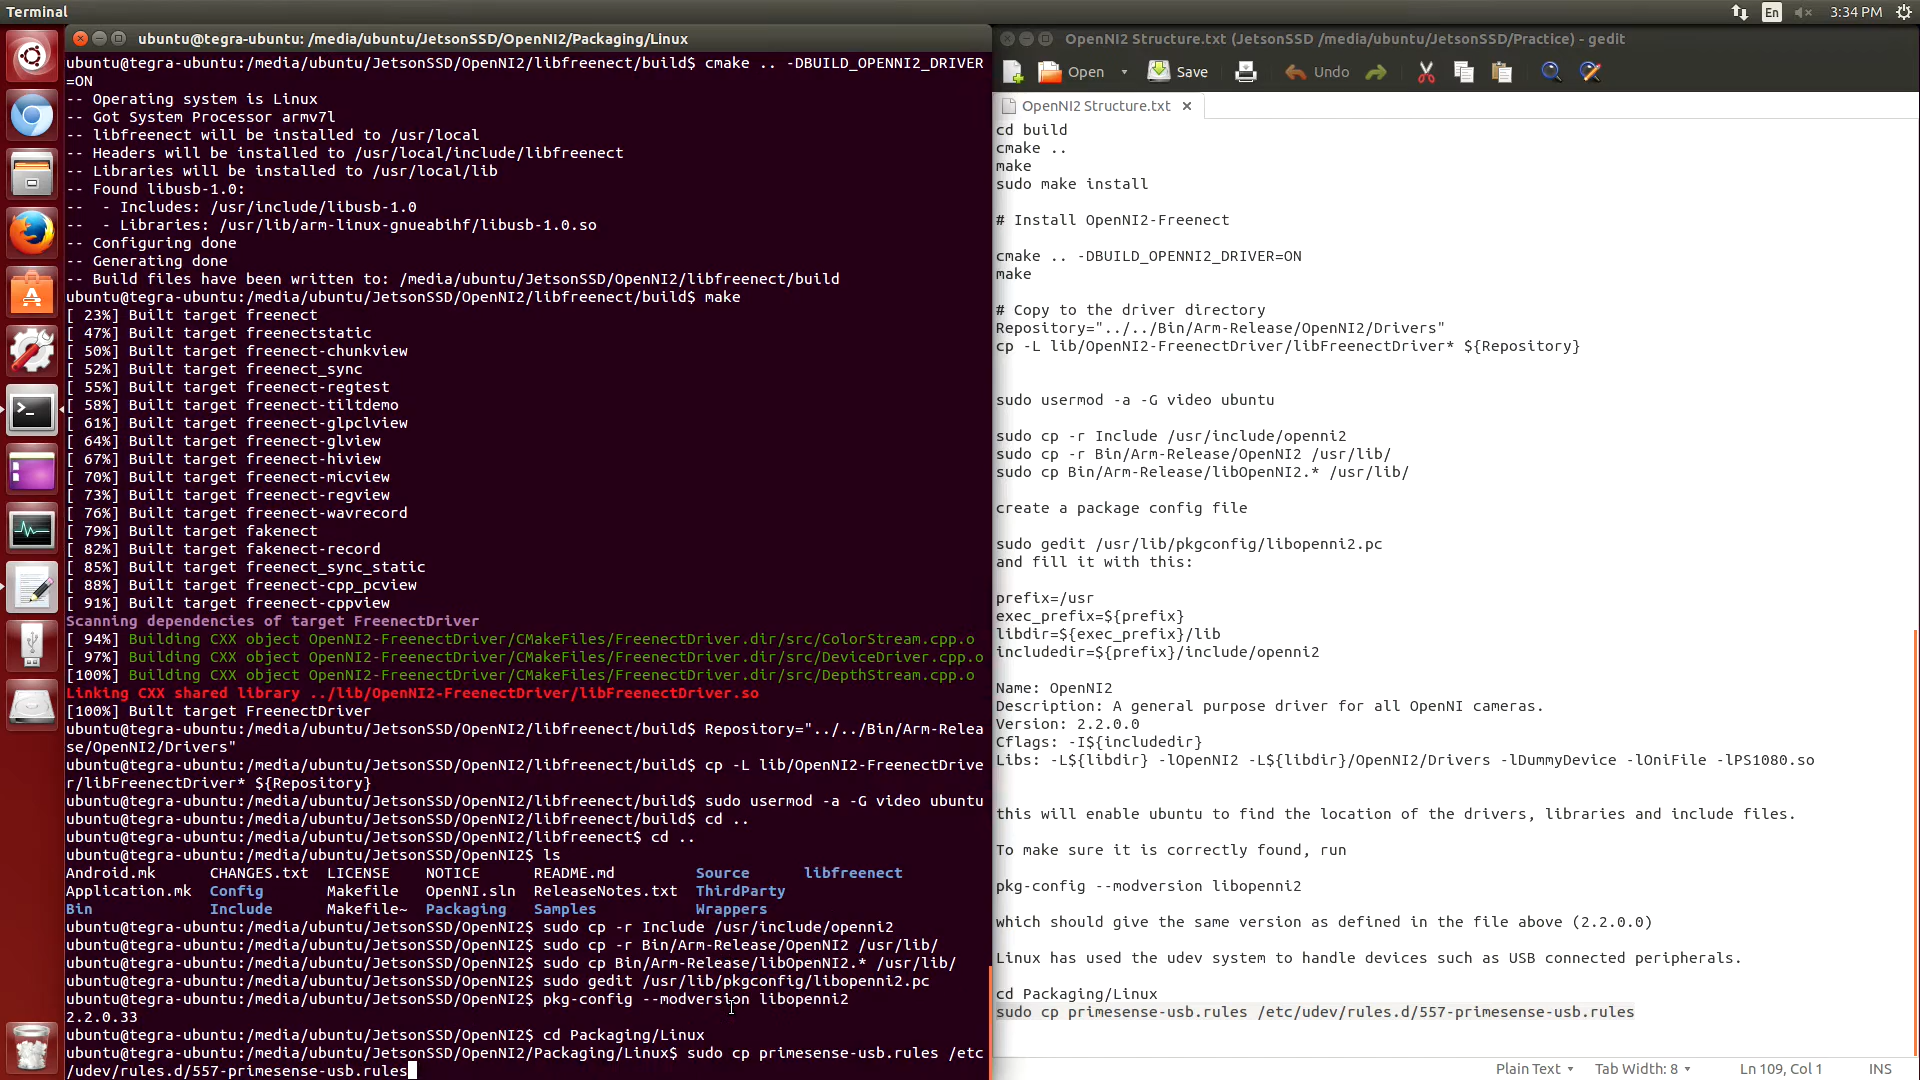 Terminal
En
3:34 PM
ubuntu@tegra-ubuntu: /media/ubuntu/JetsonSSD/OpenNI2/Packaging/Linux
ubuntu@tegra-ubuntu:/media/ubuntu/JetsonSSD/OpenNI2/libfreenect/build$ cmake .. -DBUILD_OPENNI2_DRIVER
=ON
-- Operating system is Linux
-- Got System Processor armv7l
-- libfreenect will be installed to /usr/local
-- Headers will be installed to /usr/local/include/libfreenect
-- Libraries will be installed to /usr/local/lib
-- Found libusb-1.0:
--  - Includes: /usr/include/libusb-1.0
--  - Libraries: /usr/lib/arm-linux-gnueabihf/libusb-1.0.so
-- Configuring done
-- Generating done
-- Build files have been written to: /media/ubuntu/JetsonSSD/OpenNI2/libfreenect/build
ubuntu@tegra-ubuntu:/media/ubuntu/JetsonSSD/OpenNI2/libfreenect/build$ make
[ 23%] Built target freenect
[ 47%] Built target freenectstatic
[ 50%] Built target freenect-chunkview
[ 52%] Built target freenect_sync
[ 55%] Built target freenect-regtest
[ 58%] Built target freenect-tiltdemo
[ 61%] Built target freenect-glpclview
[ 64%] Built target freenect-glview
[ 67%] Built target freenect-hiview
[ 70%] Built target freenect-micview
[ 73%] Built target freenect-regview
[ 76%] Built target freenect-wavrecord
[ 79%] Built target fakenect
[ 82%] Built target fakenect-record
[ 85%] Built target freenect_sync_static
[ 88%] Built target freenect-cpp_pcview
[ 91%] Built target freenect-cppview
Scanning dependencies of target FreenectDriver
[ 94%] Building CXX object OpenNI2-FreenectDriver/CMakeFiles/FreenectDriver.dir/src/ColorStream.cpp.o
[ 97%] Building CXX object OpenNI2-FreenectDriver/CMakeFiles/FreenectDriver.dir/src/DeviceDriver.cpp.o
[100%] Building CXX object OpenNI2-FreenectDriver/CMakeFiles/FreenectDriver.dir/src/DepthStream.cpp.o
Linking CXX shared library ../lib/OpenNI2-FreenectDriver/libFreenectDriver.so
[100%] Built target FreenectDriver
ubuntu@tegra-ubuntu:/media/ubuntu/JetsonSSD/OpenNI2/libfreenect/build$ Repository="../../Bin/Arm-Relea
se/OpenNI2/Drivers"
ubuntu@tegra-ubuntu:/media/ubuntu/JetsonSSD/OpenNI2/libfreenect/build$ cp -L lib/OpenNI2-FreenectDrive
r/libFreenectDriver* ${Repository}
ubuntu@tegra-ubuntu:/media/ubuntu/JetsonSSD/OpenNI2/libfreenect/build$ sudo usermod -a -G video ubuntu
ubuntu@tegra-ubuntu:/media/ubuntu/JetsonSSD/OpenNI2/libfreenect/build$ cd ..
ubuntu@tegra-ubuntu:/media/ubuntu/JetsonSSD/OpenNI2/libfreenect$ cd ..
ubuntu@tegra-ubuntu:/media/ubuntu/JetsonSSD/OpenNI2$ ls
Android.mk CHANGES.txt LICENSE NOTICE README.md Source libfreenect
Application.mk Config Makefile OpenNI.sln ReleaseNotes.txt ThirdParty
Bin Include Makefile~ Packaging Samples Wrappers
ubuntu@tegra-ubuntu:/media/ubuntu/JetsonSSD/OpenNI2$ sudo cp -r Include /usr/include/openni2
ubuntu@tegra-ubuntu:/media/ubuntu/JetsonSSD/OpenNI2$ sudo cp -r Bin/Arm-Release/OpenNI2 /usr/lib/
ubuntu@tegra-ubuntu:/media/ubuntu/JetsonSSD/OpenNI2$ sudo cp Bin/Arm-Release/libOpenNI2.* /usr/lib/
ubuntu@tegra-ubuntu:/media/ubuntu/JetsonSSD/OpenNI2$ sudo gedit /usr/lib/pkgconfig/libopenni2.pc
ubuntu@tegra-ubuntu:/media/ubuntu/JetsonSSD/OpenNI2$ pkg-config --modversion libopenni2
2.2.0.33
ubuntu@tegra-ubuntu:/media/ubuntu/JetsonSSD/OpenNI2$ cd Packaging/Linux
ubuntu@tegra-ubuntu:/media/ubuntu/JetsonSSD/OpenNI2/Packaging/Linux$ sudo cp primesense-usb.rules /etc
/udev/rules.d/557-primesense-usb.rules
OpenNI2 Structure.txt (JetsonSSD /media/ubuntu/JetsonSSD/Practice) - gedit
Open Save Undo
OpenNI2 Structure.txt
cd build
cmake ..
make
sudo make install
# Install OpenNI2-Freenect
cmake .. -DBUILD_OPENNI2_DRIVER=ON
make
# Copy to the driver directory
Repository="../../Bin/Arm-Release/OpenNI2/Drivers"
cp -L lib/OpenNI2-FreenectDriver/libFreenectDriver* ${Repository}
sudo usermod -a -G video ubuntu
sudo cp -r Include /usr/include/openni2
sudo cp -r Bin/Arm-Release/OpenNI2 /usr/lib/
sudo cp Bin/Arm-Release/libOpenNI2.* /usr/lib/
create a package config file
sudo gedit /usr/lib/pkgconfig/libopenni2.pc
and fill it with this:
prefix=/usr
exec_prefix=${prefix}
libdir=${exec_prefix}/lib
includedir=${prefix}/include/openni2
Name: OpenNI2
Description: A general purpose driver for all OpenNI cameras.
Version: 2.2.0.0
Cflags: -I${includedir}
Libs: -L${libdir} -lOpenNI2 -L${libdir}/OpenNI2/Drivers -lDummyDevice -lOniFile -lPS1080.so
this will enable ubuntu to find the location of the drivers, libraries and include files.
To make sure it is correctly found, run
pkg-config --modversion libopenni2
which should give the same version as defined in the file above (2.2.0.0)
Linux has used the udev system to handle devices such as USB connected peripherals.
cd Packaging/Linux
sudo cp primesense-usb.rules /etc/udev/rules.d/557-primesense-usb.rules
Plain Text Tab Width: 8 Ln 109, Col 1 INS